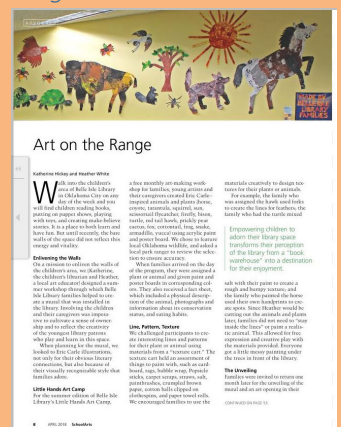 MADE BY
BELLE ISLE
LIBRARY
FAMILIES
Art on the Range
Katherine Hickey and Heather White
Walk into the children's
area of Belle Isle Library
in Oklahoma City on any
day of the week and you
will find children reading books,
putting on puppet shows, playing
with toys, and creating make-believe
stories. It is a place to both learn and
have fun. But until recently, the bare
walls of the space did not reflect this
energy and vitality.
Enlivening the Walls
On a mission to enliven the walls of
the children's area, we (Katherine,
the children's librarian and Heather,
a local art educator) designed a sum-
mer workshop through which Belle
Isle Library families helped to cre-
ate a mural that was installed in
the library. Involving the children
and their caregivers was impera-
tive to cultivate a sense of owner-
ship and to reflect the creativity
of the youngest library patrons
who play and learn in this space.
When planning for the mural, we
looked to Eric Carle illustrations,
not only for their obvious literary
connections, but also because of
their visually recognizable style that
families adore.
Little Hands Art Camp
For the summer edition of Belle Isle
Library's Little Hands Art Camp,
a free monthly art-making work-
shop for families, young artists and
their caregivers created Eric Carle-
inspired animals and plants (horse,
coyote, tarantula, squirrel, sun,
scissortail flycatcher, firefly, bison,
turtle, red tail hawk, prickly pear
cactus, fox, cottontail, frog, snake,
armadillo, yucca) using acrylic paint
and poster board. We chose to feature
local Oklahoma wildlife, and asked a
local park ranger to review the selec-
tion to ensure accuracy.
When families arrived on the day
of the program, they were assigned a
plant or animal and given paint and
poster boards in corresponding col-
ors. They also received a fact sheet,
which included a physical descrip-
tion of the animal, photograph and
information about its conservation
status, and eating habits.
Line, Pattern, Texture
We challenged participants to cre-
ate interesting lines and patterns
for their plant or animal using
materials from a "texture cart." The
texture cart held an assortment of
things to paint with, such as card-
board, rags, bubble wrap, Popsicle
sticks, carpet scraps, straws, salt,
paintbrushes, crumpled brown
paper, cotton balls clipped on
clothespins, and paper towel rolls.
We encouraged families to use the
materials creatively to design tex-
tures for their plants or animals.
For example, the family who
was assigned the hawk used folks
to create the lines for feathers, the
family who had the turtle mixed
Empowering children to
adorn their library space
transforms their perception
of the library from a "book
warehouse" into a destination
for their enjoyment.
salt with their paint to create a
rough and bumpy texture, and
the family who painted the horse
used their own handprints to cre-
ate spots. Since Heather would be
cutting out the animals and plants
later, families did not need to "stay
inside the lines" or paint a realis-
tic animal. This allowed for free
expression and creative play with
the materials provided. Everyone
got a little messy painting under
the trees in front of the library.
The Unveiling
Families were invited to return one
month later for the unveiling of the
mural and an art opening in their
CONTINUED ON PAGE 53.
8 APRIL 2018 SchoolArts